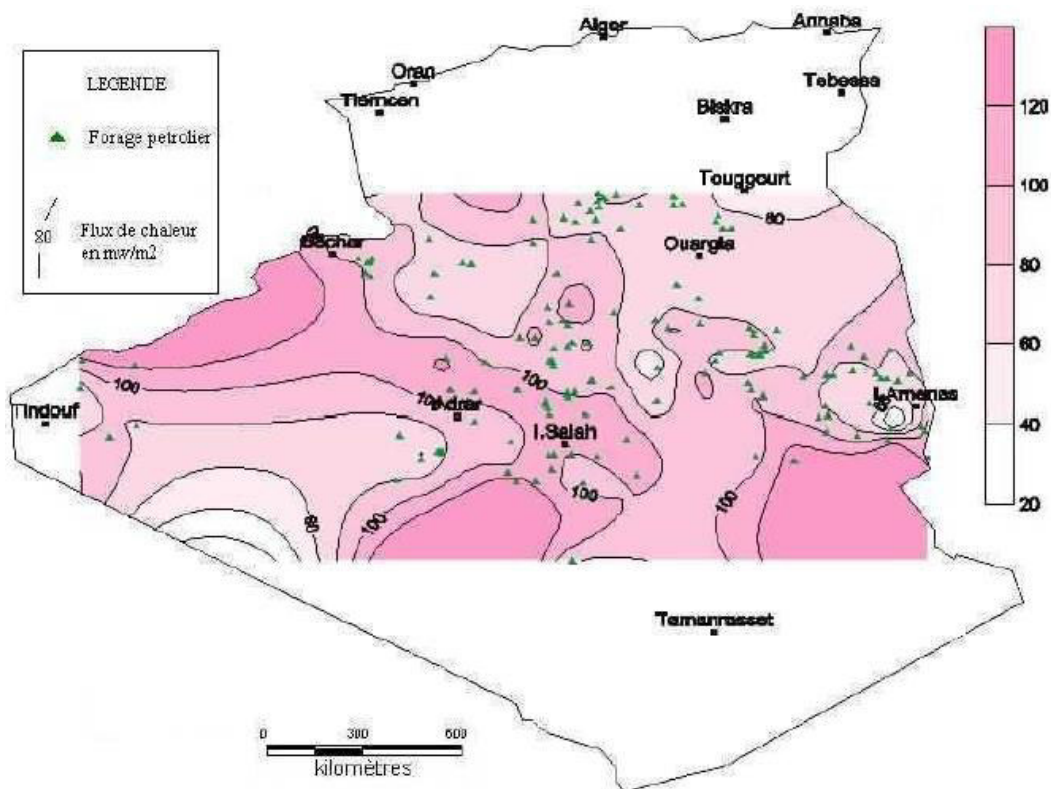 LEGENDE
Forage petrolier
80
Flux de chaleur
en mw/m2
Alger
Annaba
Oran
Tlemcen
Tebessa
Biskra
Touggourt
80
Ouargla
Bechar
120
100
80
60
40
20
100
100
100
Adrar
Tindouf
I.Salah
I.Amenas
100
100
100
80
Tamanrasset
0 300 600
kilomètres